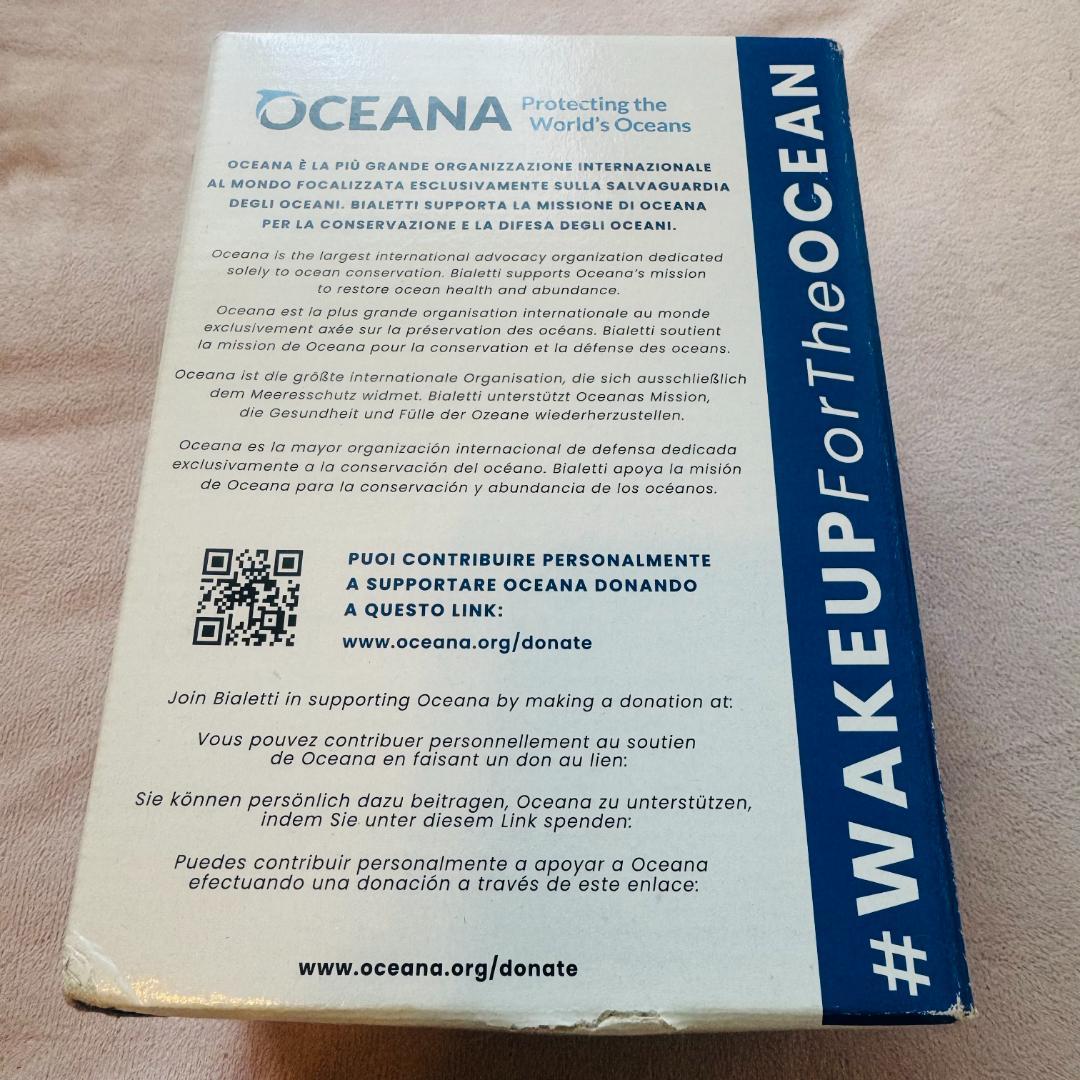 OCEANA Protecting the
World's Oceans
OCEANA È LA PIÙ GRANDE ORGANIZZAZIONE INTERNAZIONALE
AL MONDO FOCALIZZATA ESCLUSIVAMENTE SULLA SALVAGUARDIA
DEGLI OCEANI. BIALETTI SUPPORTA LA MISSIONE DI OCEANA
PER LA CONSERVAZIONE E LA DIFESA DEGLI OCEANI.
Oceana is the largest international advocacy organization dedicated
solely to ocean conservation. Bialetti supports Oceana's mission
to restore ocean health and abundance.
Oceana est la plus grande organisation internationale au monde
exclusivement axée sur la préservation des océans. Bialetti soutient
la mission de Oceana pour la conservation et la défense des oceans.
Oceana ist die größte internationale Organisation, die sich ausschließlich
dem Meeresschutz widmet. Bialetti unterstützt Oceanas Mission,
die Gesundheit und Fülle der Ozeane wiederherzustellen.
Oceana es la mayor organización internacional de defensa dedicada
exclusivamente a la conservación del océano. Bialetti apoya la misión
de Oceana para la conservación y abundancia de los océanos.
PUOI CONTRIBUIRE PERSONALMENTE
A SUPPORTARE OCEANA DONANDO
A QUESTO LINK:
www.oceana.org/donate
Join Bialetti in supporting Oceana by making a donation at:
Vous pouvez contribuer personnellement au soutien
de Oceana en faisant un don au lien:
Sie können persönlich dazu beitragen, Oceana zu unterstützen,
indem Sie unter diesem Link spenden:
Puedes contribuir personalmente a apoyar a Oceana
efectuando una donación a través de este enlace:
www.oceana.org/donate
#WAKEUPForTheOCEAN